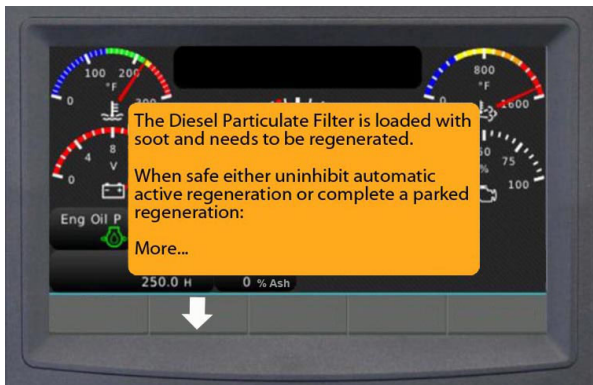 100 200
°F
0
800
°F
1600
4 8
V
0
75
%
100
The Diesel Particulate Filter is loaded with
soot and needs to be regenerated.
When safe either uninhibit automatic
active regeneration or complete a parked
regeneration:
More...
Eng Oil P
250.0 H
0 % Ash